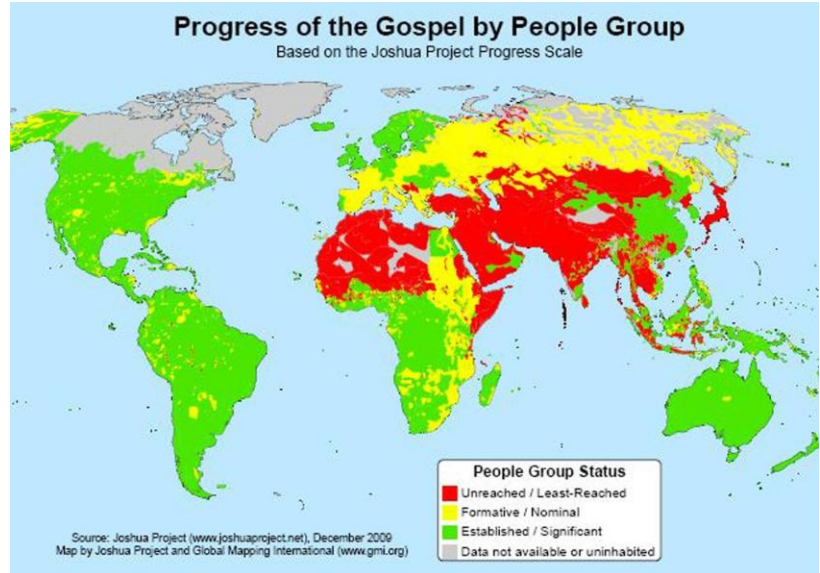 Progress of the Gospel by People Group
Based on the Joshua Project Progress Scale
People Group Status
Unreached / Least-Reached
Formative / Nominal
Established / Significant
Data not available or uninhabited
Source: Joshua Project (www.joshuaproject.net), December 2009
Map by Joshua Project and Global Mapping International (www.gmi.org)